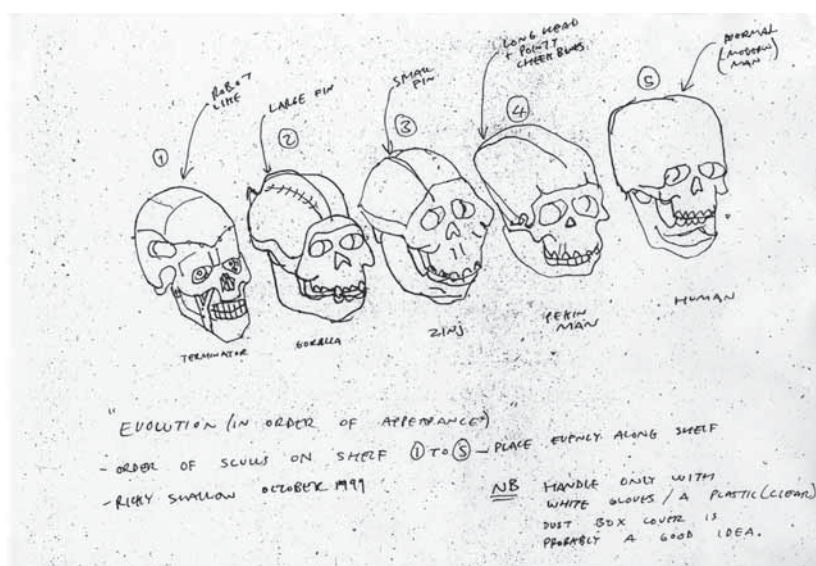 ROBOT
LIKE
①
LARGE FIN
②
SMALL
FIN
③
LONG HEAD
+ POINTY
CHEEK BONES
④
NORMAL
(MODERN)
MAN
⑤
TERMINATOR
GORILLA
ZINJ
PEKIN
MAN
HUMAN
"EVOLUTION (IN ORDER OF APPEARANCE)"
- ORDER OF SCULLS ON SHELF ① TO ⑤ - PLACE EVENLY ALONG SHELF
- RICKY SWALLOW OCTOBER 1999
NB HANDLE ONLY WITH
WHITE GLOVES / A PLASTIC (CLEAR)
DUST BOX COVER IS
PROBABLY A GOOD IDEA.